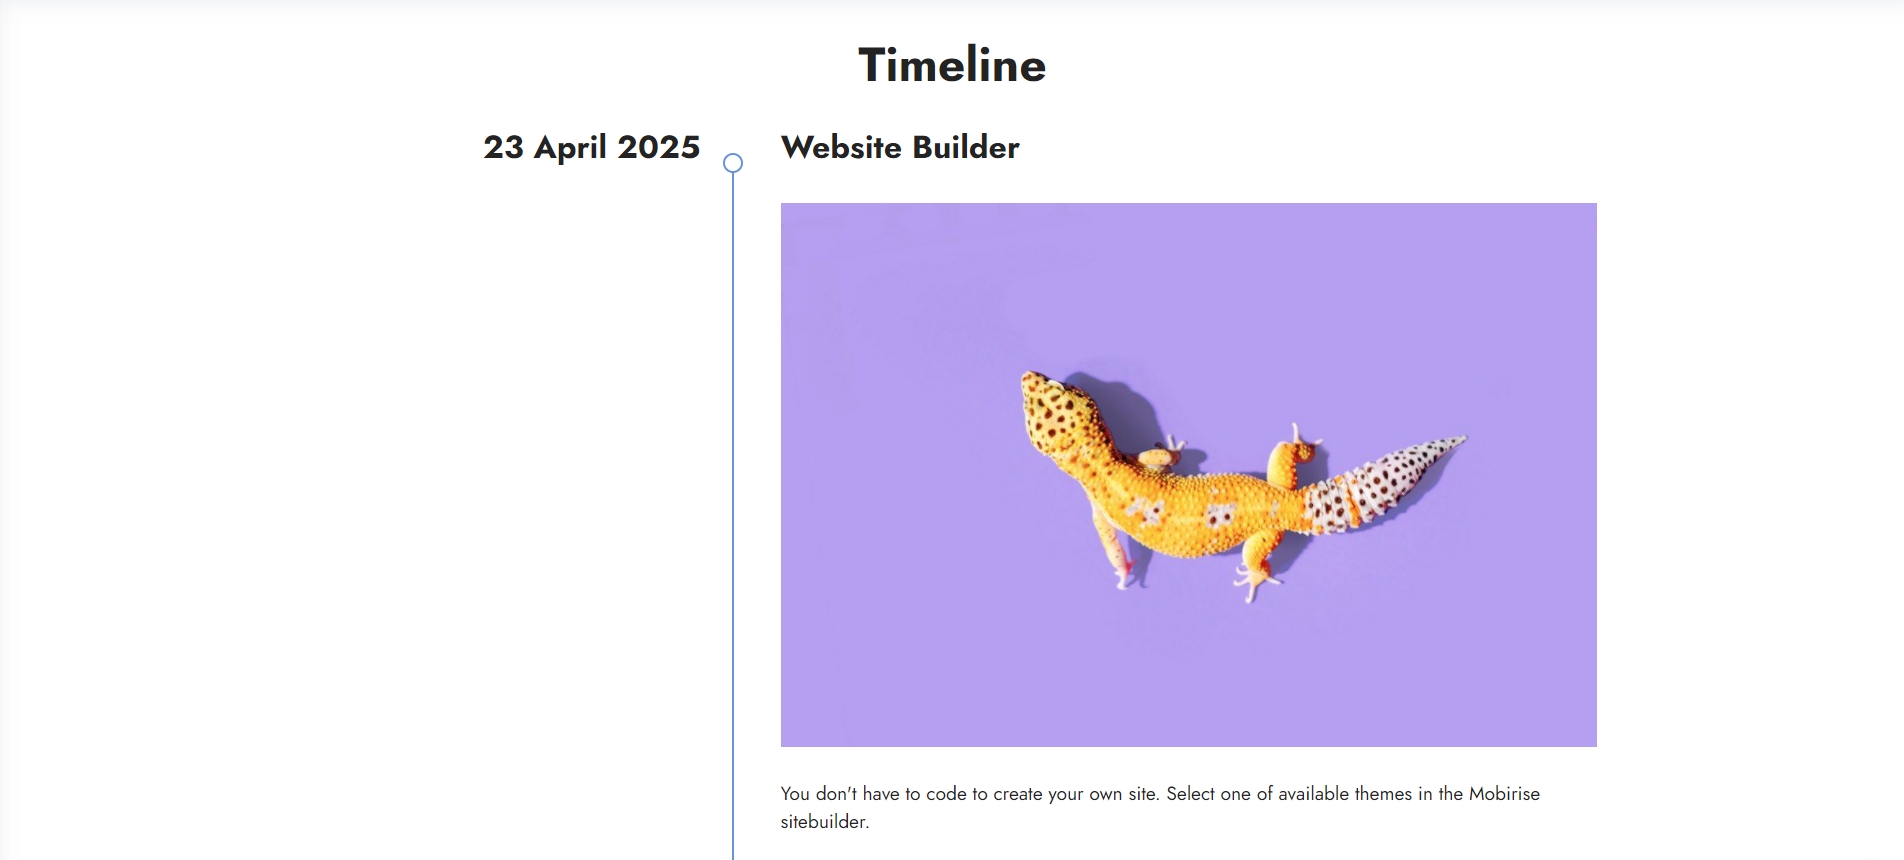 Timeline
23 April 2025
Website Builder
You don't have to code to create your own site. Select one of available themes in the Mobirise
sitebuilder.